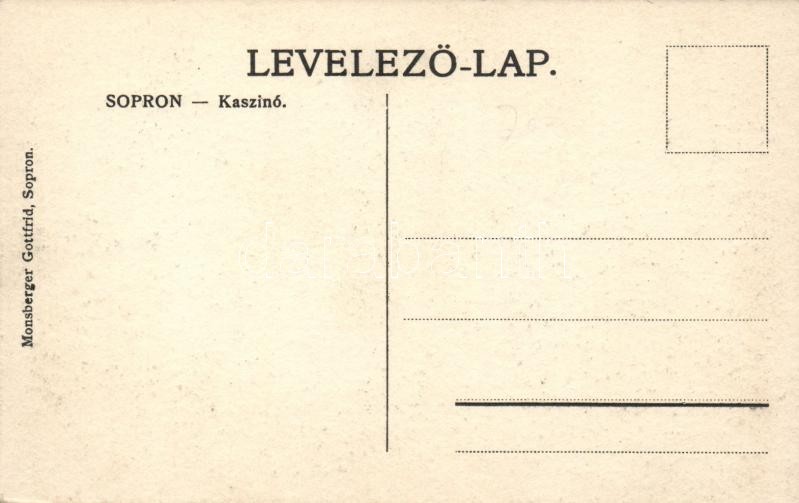 LEVELEZÖ-LAP.
SOPRON — Kaszinó.
Monsberger Gottfrid, Sopron.